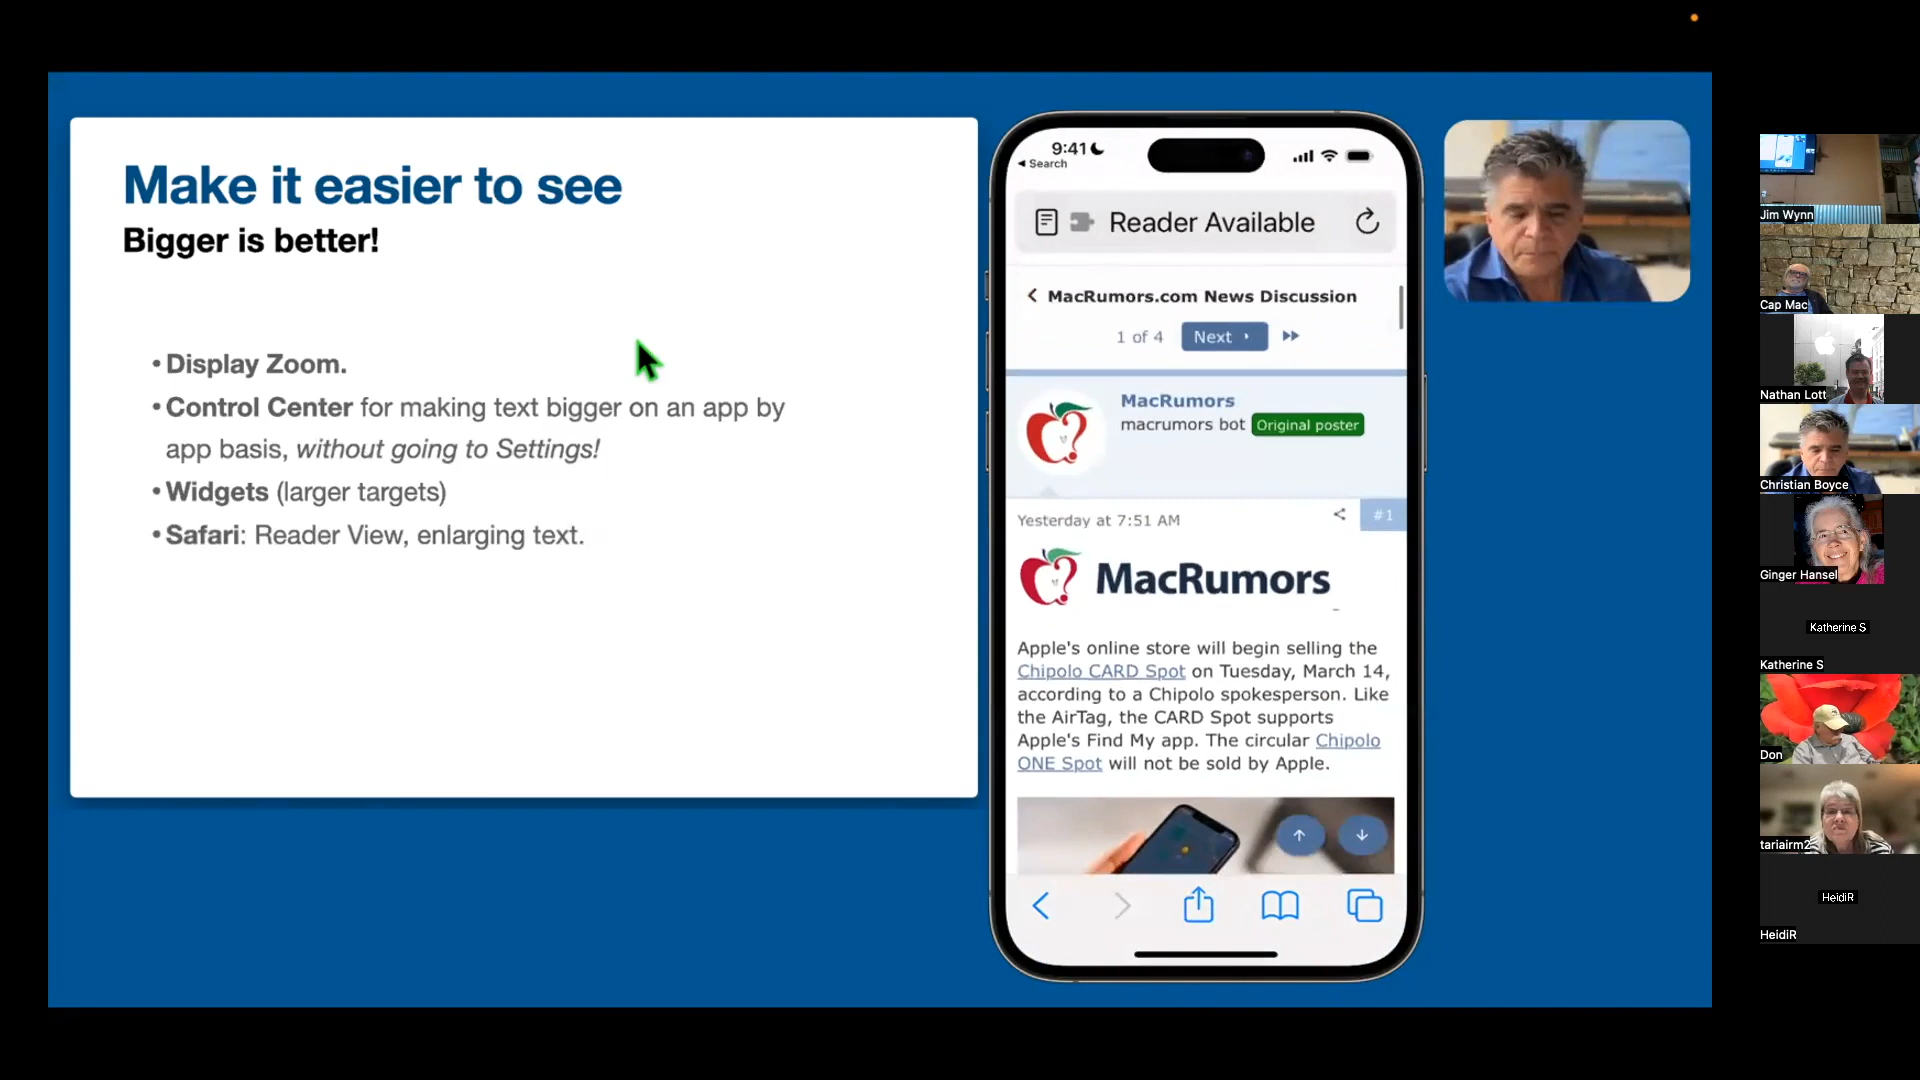 Make it easier to see
Bigger is better!
• Display Zoom.
• Control Center for making text bigger on an app by
app basis, without going to Settings!
• Widgets (larger targets)
• Safari: Reader View, enlarging text.
9:41
◂ Search
Reader Available
MacRumors.com News Discussion
1 of 4
Next
MacRumors
macrumors bot Original poster
Yesterday at 7:51 AM
#1
MacRumors
Apple's online store will begin selling the
Chipolo CARD Spot on Tuesday, March 14,
according to a Chipolo spokesperson. Like
the AirTag, the CARD Spot supports
Apple's Find My app. The circular Chipolo
ONE Spot will not be sold by Apple.
Jim Wynn
Cap Mac
Nathan Lott
Christian Boyce
Ginger Hansel
Katherine S
Katherine S
Don
tariairm2
HeidiR
HeidiR